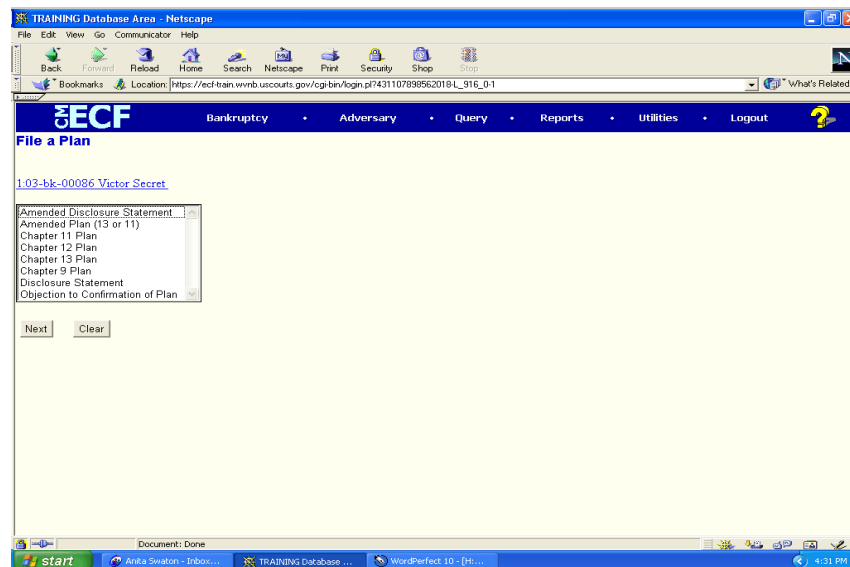 TRAINING Database Area - Netscape
File Edit View Go Communicator Help
Back Forward Reload Home Search Netscape Print Security Shop Stop
Bookmarks Location: https://ecf-train.wvnb.uscourts.gov/cgi-bin/login.pl?431107898562018-L_916_0-1 What's Related
CM ECF Bankruptcy • Adversary • Query • Reports • Utilities • Logout ?
File a Plan
1:03-bk-00086 Victor Secret
Amended Disclosure Statement
Amended Plan (13 or 11)
Chapter 11 Plan
Chapter 12 Plan
Chapter 13 Plan
Chapter 9 Plan
Disclosure Statement
Objection to Confirmation of Plan
Next Clear
Document: Done
start Anita Swaton - Inbox... TRAINING Database ... WordPerfect 10 - [H:... 4:31 PM